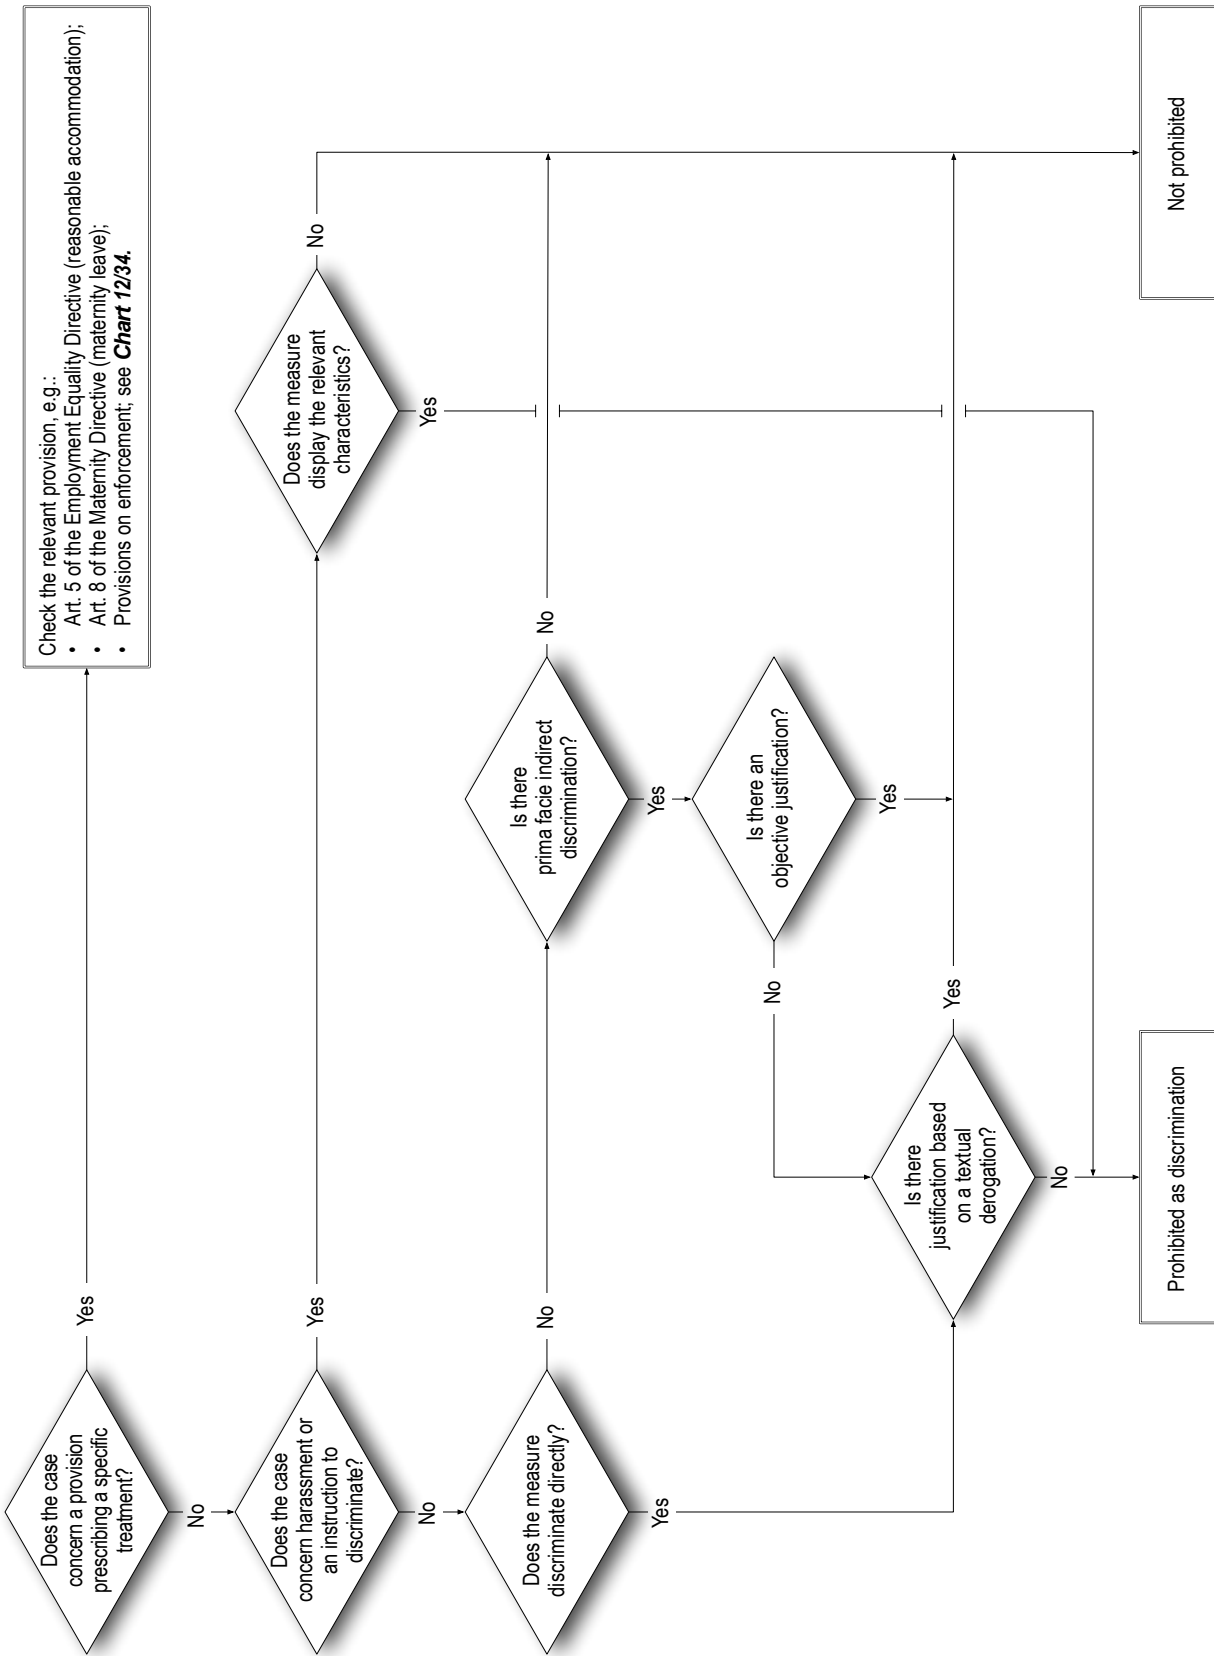 Does the case
concern a provision
prescribing a specific
treatment?
Yes
Check the relevant provision, e.g.:
• Art. 5 of the Employment Equality Directive (reasonable accommodation);
• Art. 8 of the Maternity Directive (maternity leave);
• Provisions on enforcement; see Chart 12/34.
No
Does the case
concern harassment or
an instruction to
discriminate?
Yes
Does the measure
display the relevant
characteristics?
No
Yes
No
Does the measure
discriminate directly?
No
Is there
prima facie indirect
discrimination?
No
Yes
Yes
Is there an
objective justification?
No
Yes
Is there
justification based
on a textual
derogation?
Yes
No
Prohibited as discrimination
Not prohibited